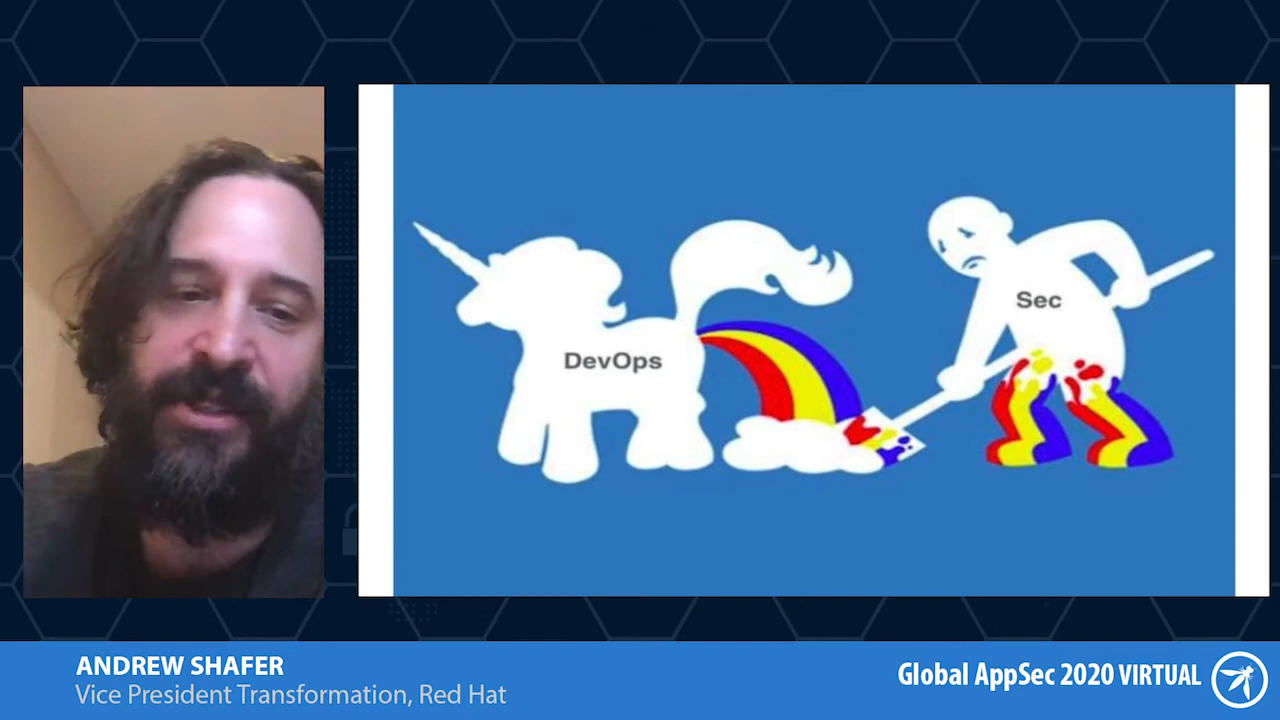 DevOps
Sec
ANDREW SHAFER
Vice President Transformation, Red Hat
Global AppSec 2020 VIRTUAL